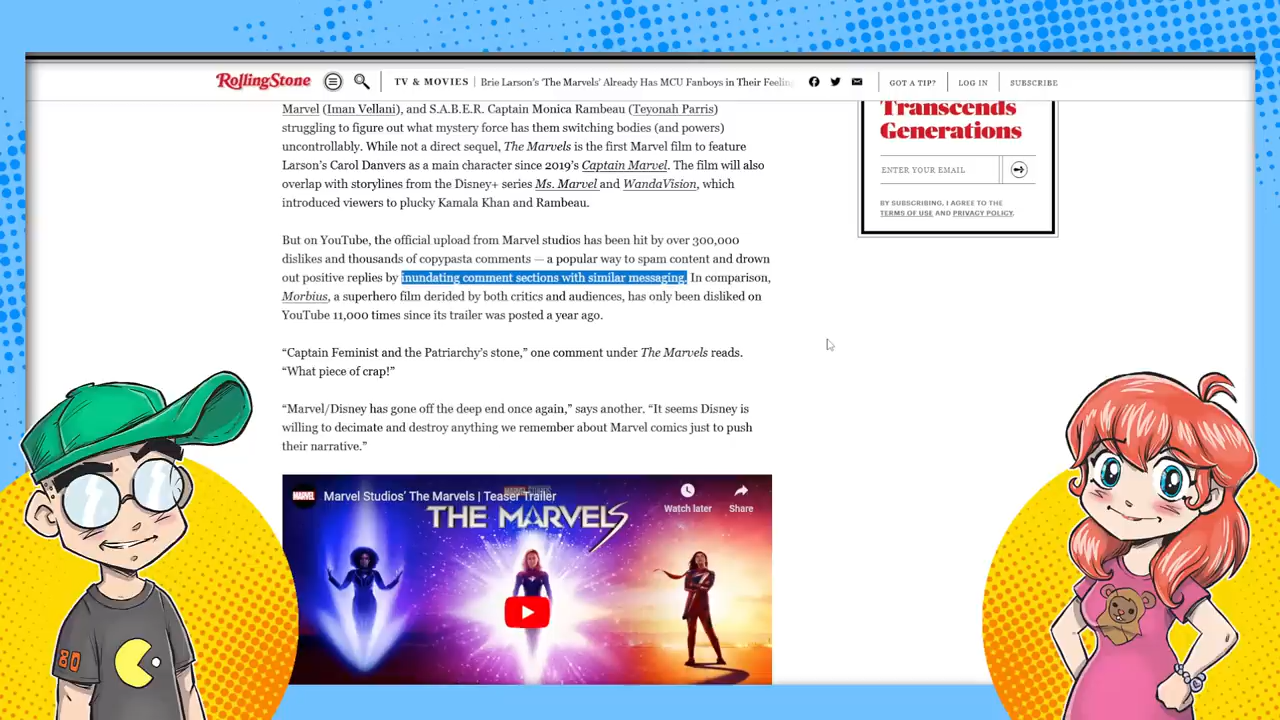 RollingStone
TV & MOVIES
Brie Larson's 'The Marvels' Already Has MCU Fanboys in Their Feelin
GOT A TIP?
LOG IN
SUBSCRIBE
Marvel (Iman Vellani), and S.A.B.E.R. Captain Monica Rambeau (Teyonah Parris)
struggling to figure out what mystery force has them switching bodies (and powers)
uncontrollably. While not a direct sequel, The Marvels is the first Marvel film to feature
Larson's Carol Danvers as a main character since 2019's Captain Marvel. The film will also
overlap with storylines from the Disney+ series Ms. Marvel and WandaVision, which
introduced viewers to plucky Kamala Khan and Rambeau.
But on YouTube, the official upload from Marvel studios has been hit by over 300,000
dislikes and thousands of copypasta comments — a popular way to spam content and drown
out positive replies by inundating comment sections with similar messaging. In comparison,
Morbius, a superhero film derided by both critics and audiences, has only been disliked on
YouTube 11,000 times since its trailer was posted a year ago.
“Captain Feminist and the Patriarchy's stone,” one comment under The Marvels reads.
“What piece of crap!”
“Marvel/Disney has gone off the deep end once again,” says another. “It seems Disney is
willing to decimate and destroy anything we remember about Marvel comics just to push
their narrative.”
Transcends
Generations
ENTER YOUR EMAIL
BY SUBSCRIBING, I AGREE TO THE
TERMS OF USE AND PRIVACY POLICY.
MARVEL
Marvel Studios' The Marvels | Teaser Trailer
Watch later
Share
THE MARVELS
80